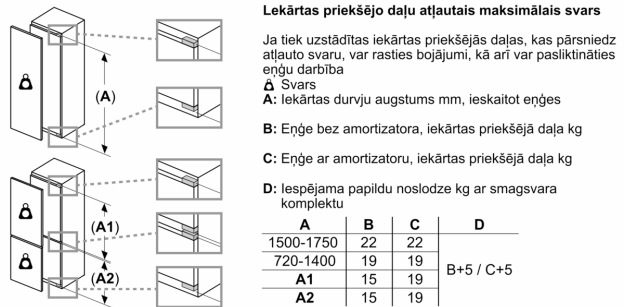 Lekārtas priekšējo daļu atļautais maksimālais svars
Ja tiek uzstādītas iekārtas priekšējās daļas, kas pārsniedz
atļauto svaru, var rasties bojājumi, kā arī var pasliktināties
eņģu darbība
Svars
A: Iekārtas durvju augstums mm, ieskaitot eņģes
B: Eņģe bez amortizatora, iekārtas priekšējā daļa kg
C: Eņģe ar amortizatoru, iekārtas priekšējā daļa kg
D: Iespējama papildu noslodze kg ar smagsvara
komplektu
A B C D
1500-1750 22 22
720-1400 19 19
B+5 / C+5
A1 15 19
A2 15 19
(A)
(A1)
(A2)